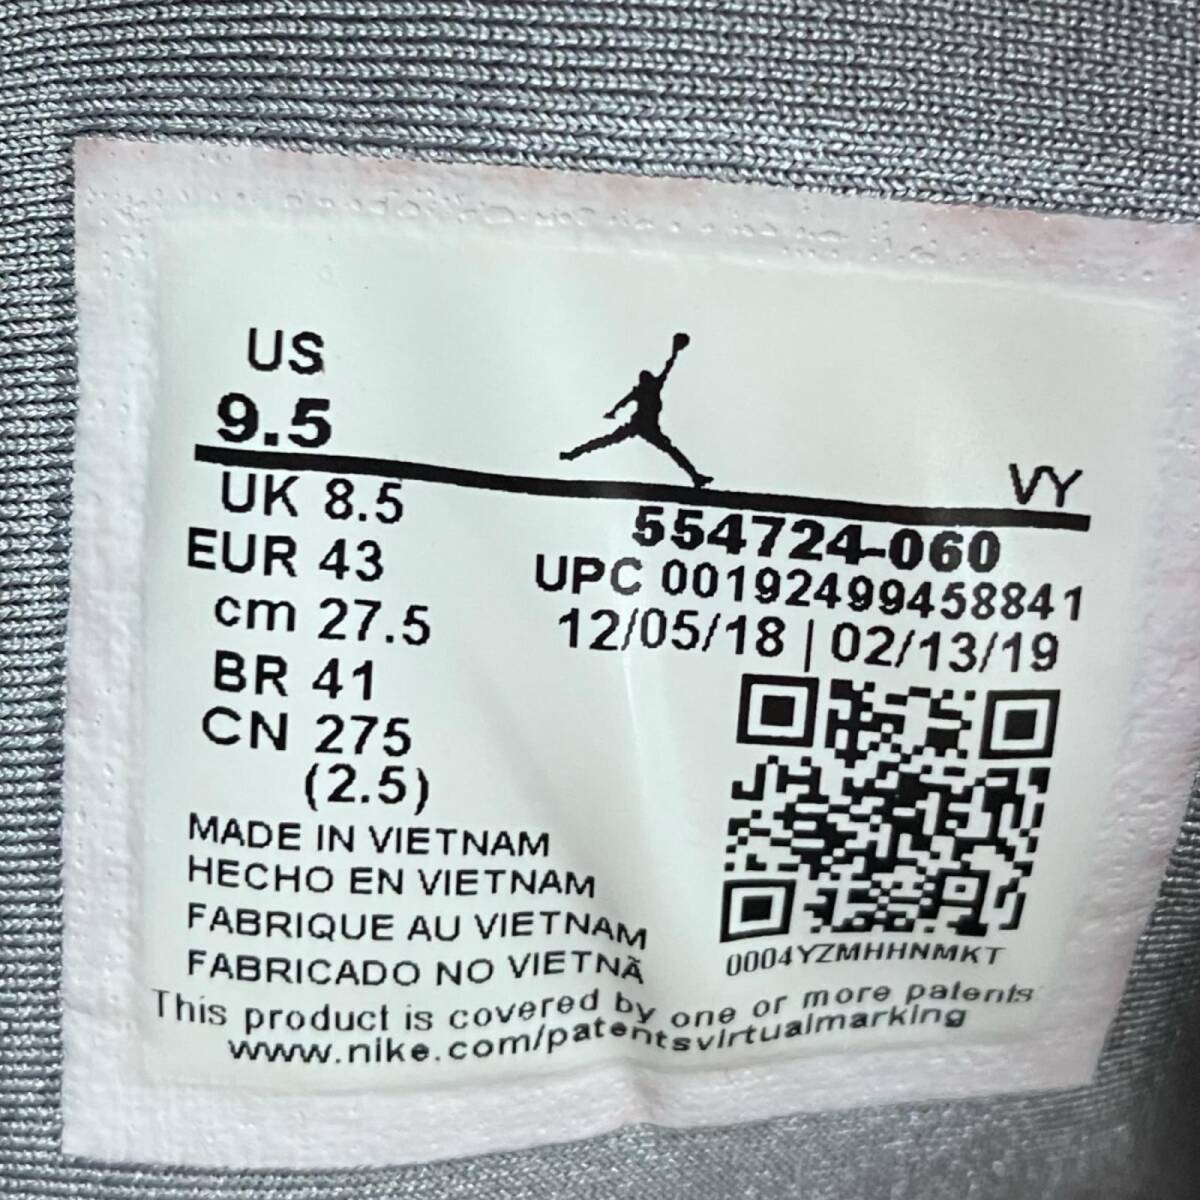 US
9.5
VY
UK 8.5
EUR 43
cm 27.5
BR 41
CN 275
(2.5)
554724-060
UPC 00192499458841
12/05/18 | 02/13/19
0004YZMHHNMKT
MADE IN VIETNAM
HECHO EN VIETNAM
FABRIQUE AU VIETNAM
FABRICADO NO VIETNÃ
This product is covered by one or more patents
www.nike.com/patentsvirtualmarking